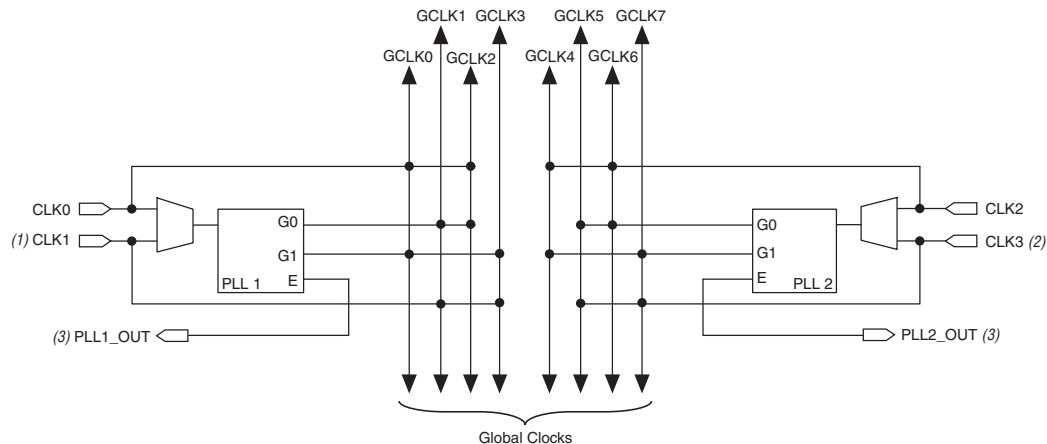 GCLK1 GCLK3 GCLK5 GCLK7
GCLK0 GCLK2 GCLK4 GCLK6
CLK0
(1) CLK1
G0
G1
PLL 1 E
(3) PLL1_OUT
G0
G1
E
PLL 2
CLK2
CLK3 (2)
PLL2_OUT (3)
Global Clocks